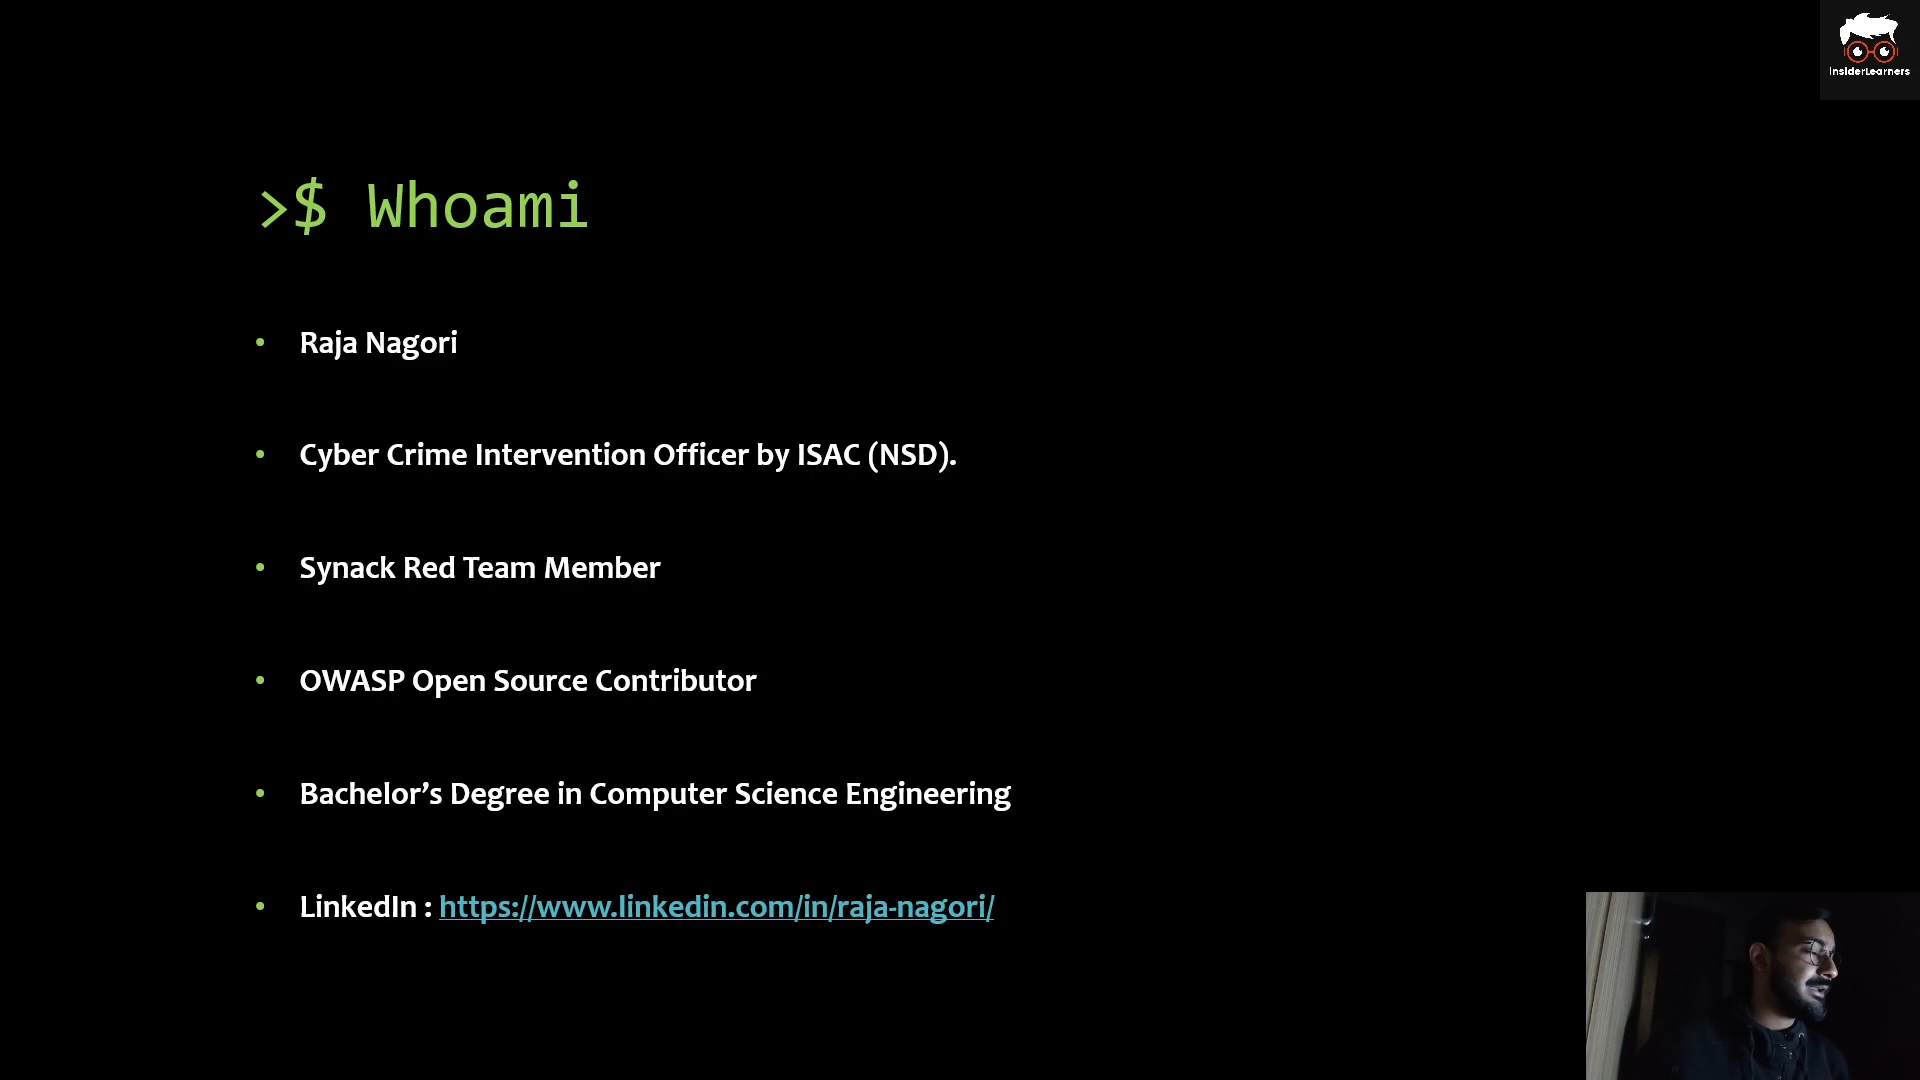 InsiderLearners
>$ Whoami
• Raja Nagori
• Cyber Crime Intervention Officer by ISAC (NSD).
• Synack Red Team Member
• OWASP Open Source Contributor
• Bachelor’s Degree in Computer Science Engineering
• LinkedIn : https://www.linkedin.com/in/raja-nagori/